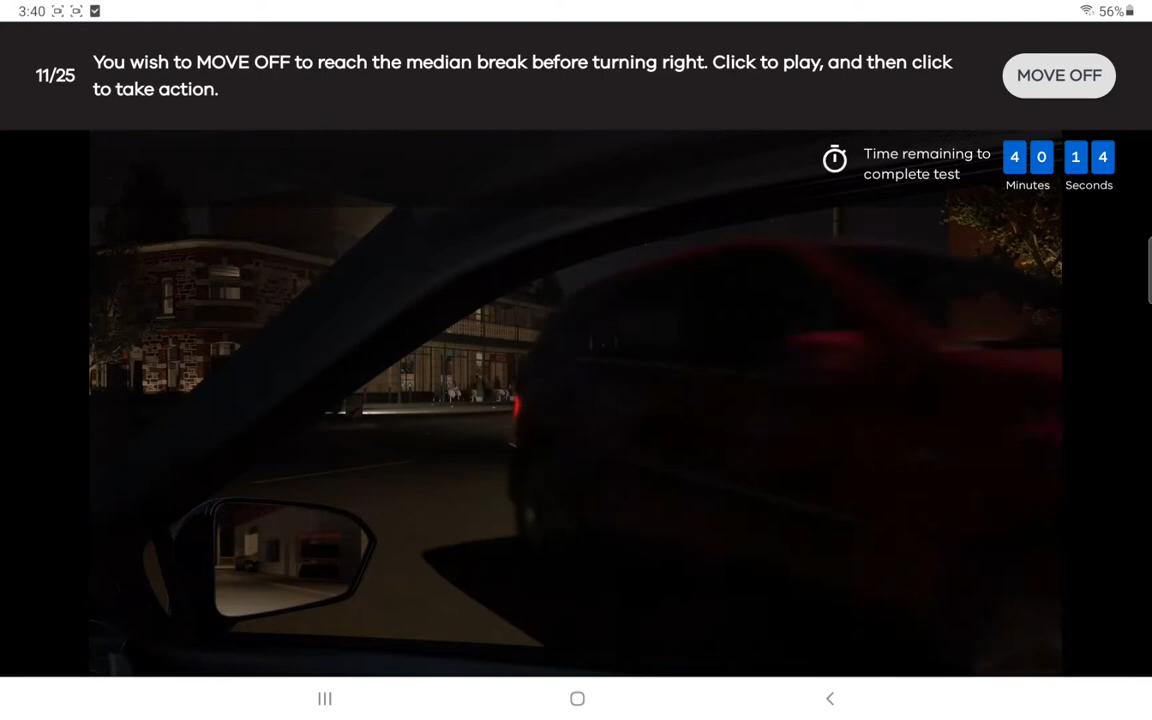 3:40
56%
11/25
You wish to MOVE OFF to reach the median break before turning right. Click to play, and then click
to take action.
MOVE OFF
Time remaining to
complete test
4 0 1 4
Minutes Seconds